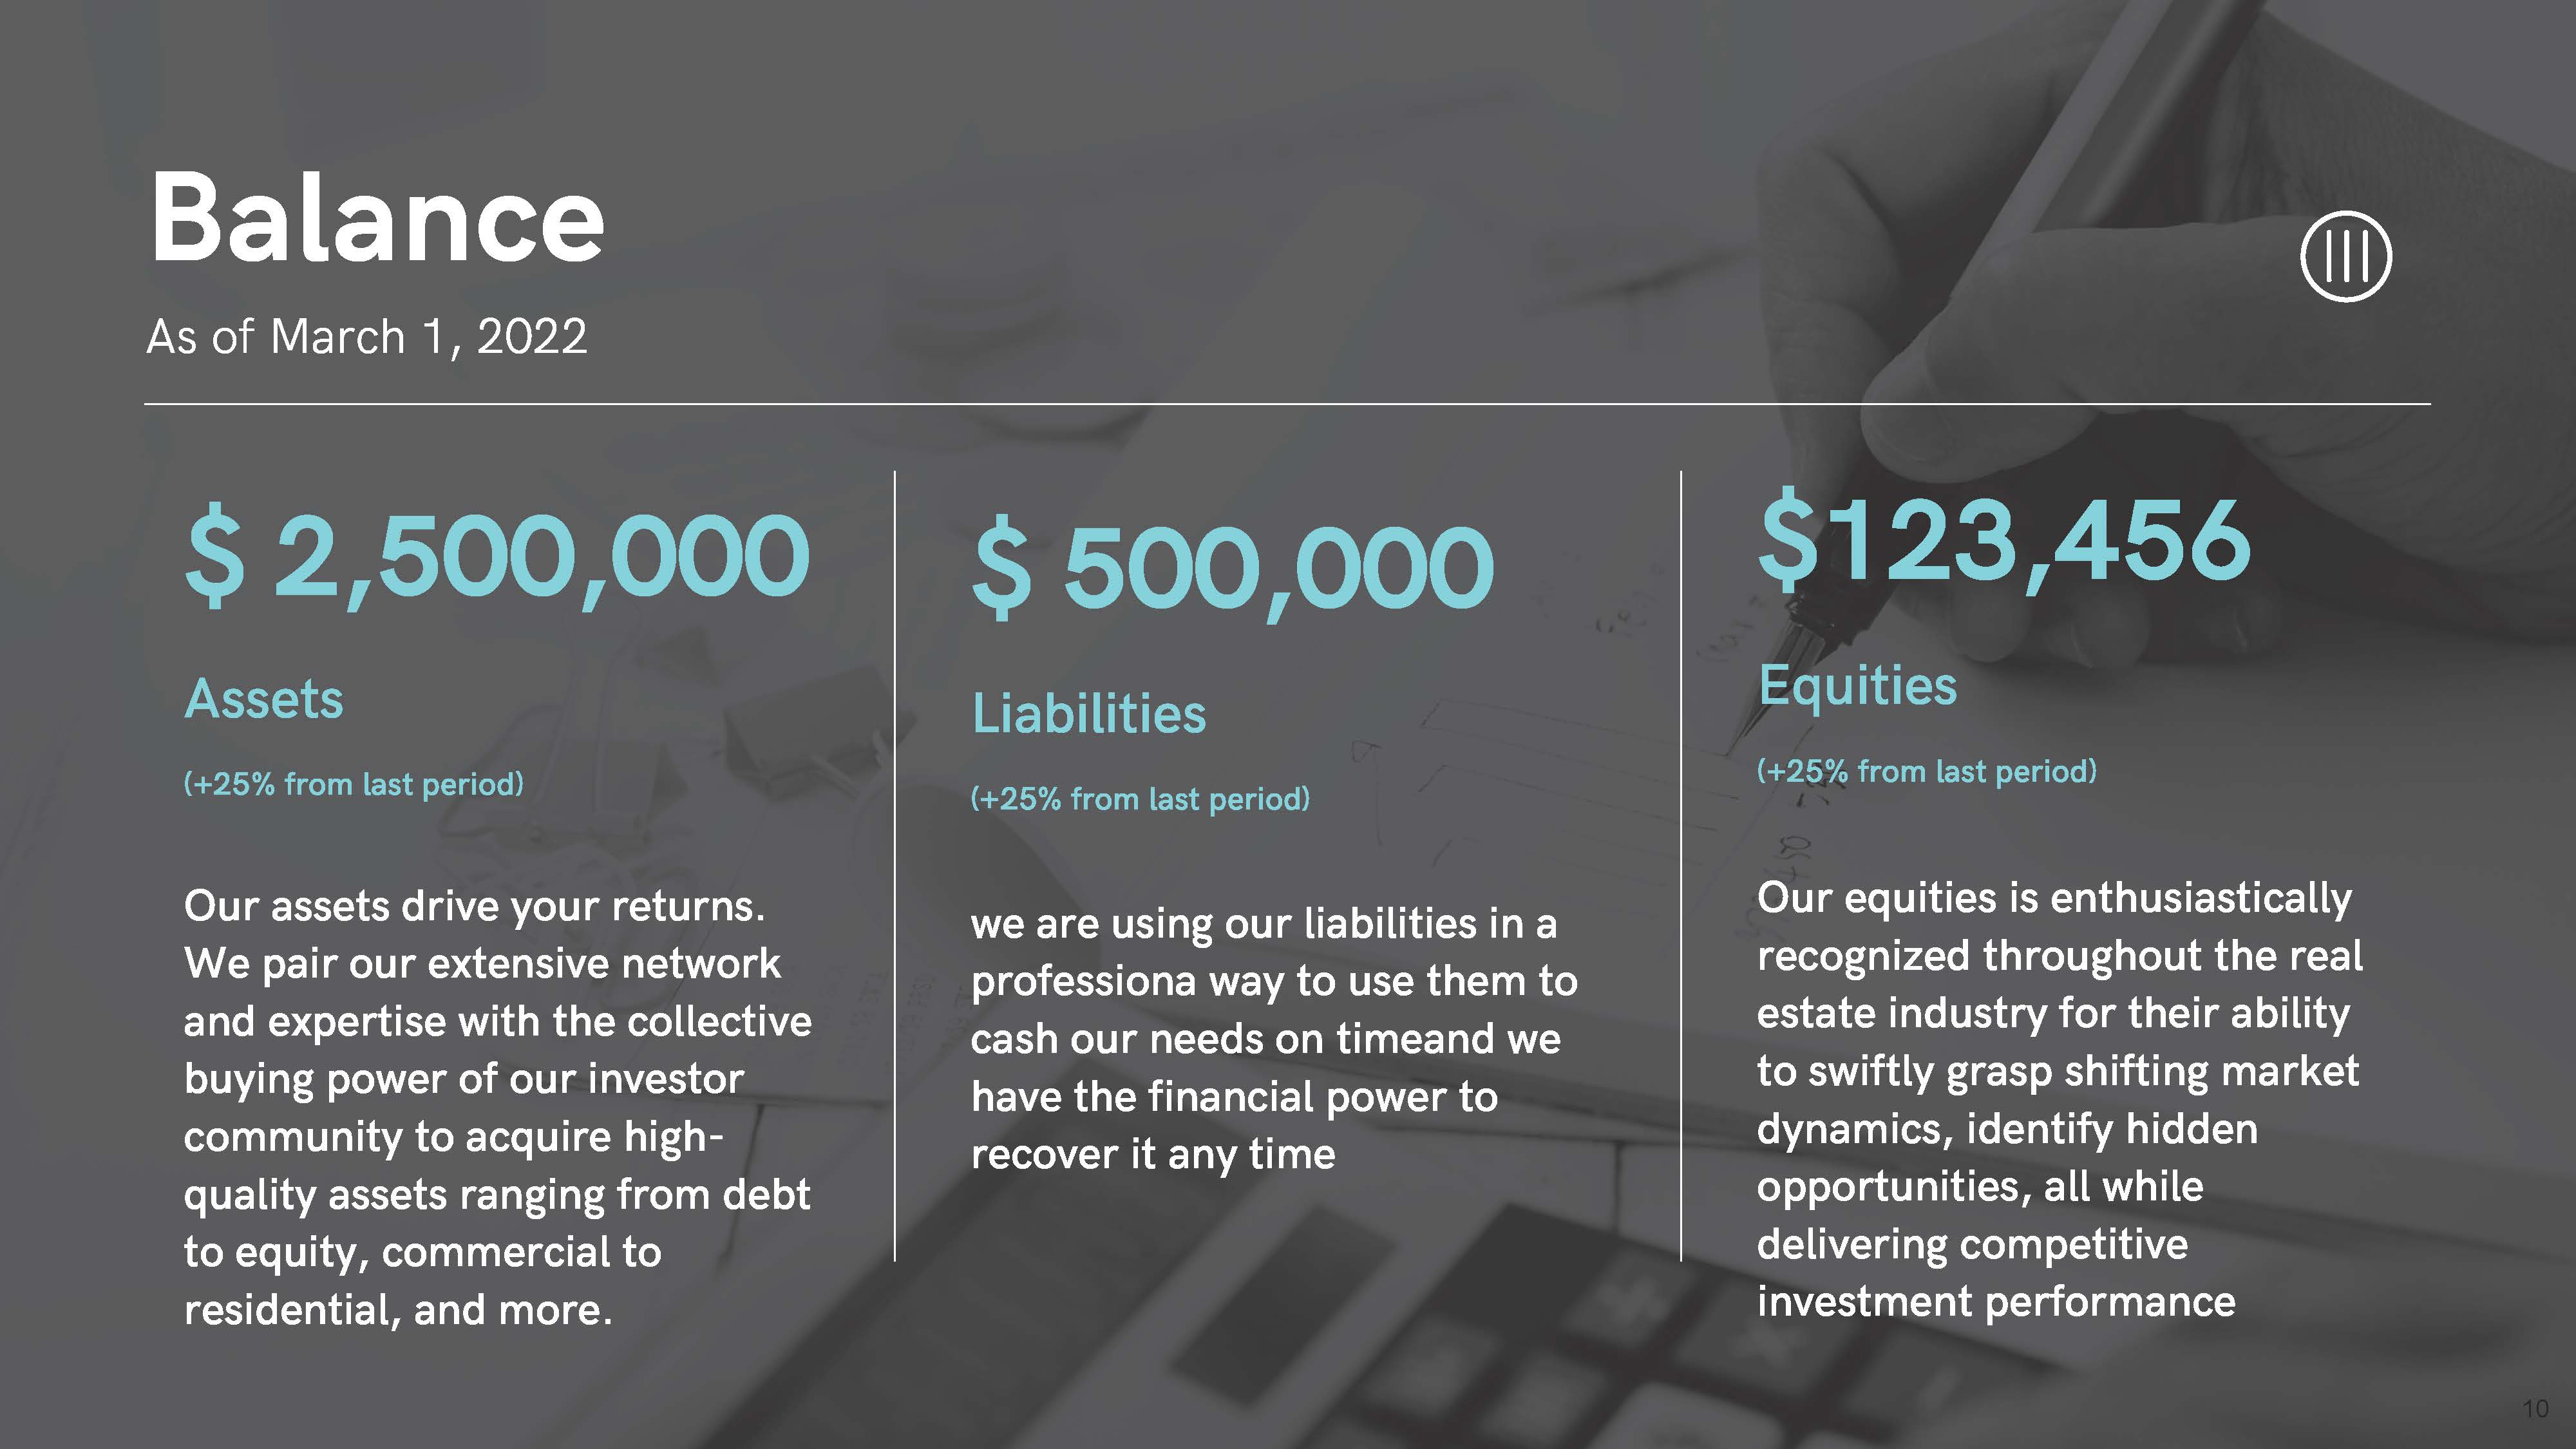 Balance
As of March 1, 2022
$ 2,500,000
Assets
(+25% from last period)
Our assets drive your returns.
We pair our extensive network
and expertise with the collective
buying power of our investor
community to acquire high-
quality assets ranging from debt
to equity, commercial to
residential, and more.
$ 500,000
Liabilities
(+25% from last period)
we are using our liabilities in a
professiona way to use them to
cash our needs on timeand we
have the financial power to
recover it any time
$123,456
Equities
(+25% from last period)
Our equities is enthusiastically
recognized throughout the real
estate industry for their ability
to swiftly grasp shifting market
dynamics, identify hidden
opportunities, all while
delivering competitive
investment performance
10